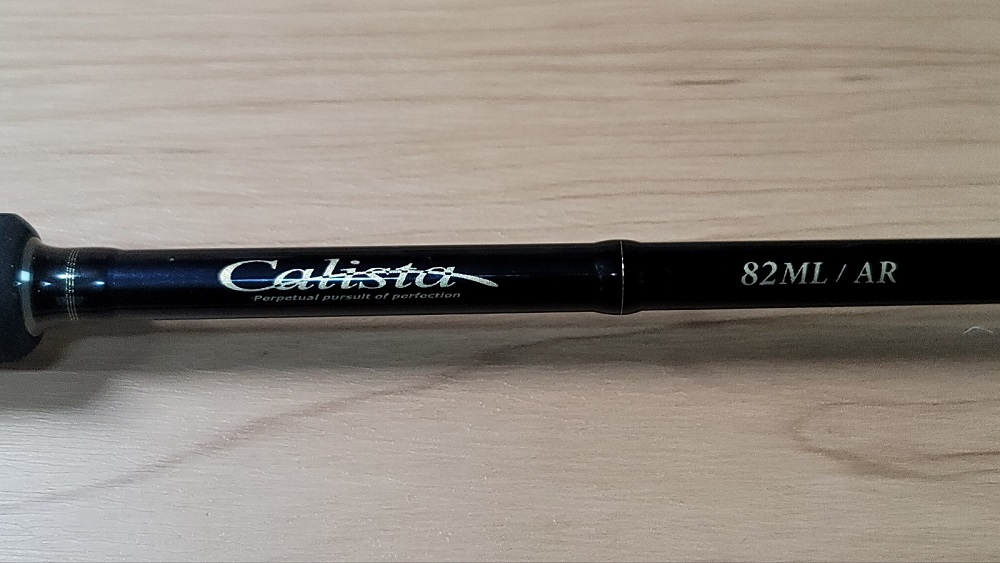 Calista
Perpetual pursuit of perfection
82ML / AR